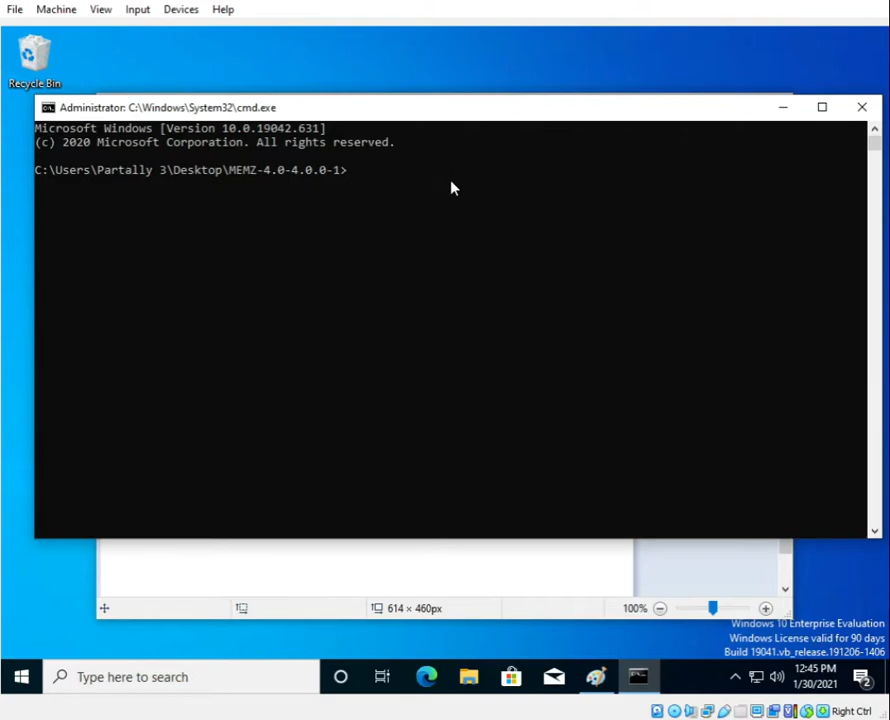 File Machine View Input Devices Help
Recycle Bin
Administrator: C:\Windows\System32\cmd.exe
Microsoft Windows [Version 10.0.19042.631]
(c) 2020 Microsoft Corporation. All rights reserved.
C:\Users\Partally 3\Desktop\MEMZ-4.0-4.0.0-1>
614 × 460px
100%
Windows 10 Enterprise Evaluation
Windows License valid for 90 days
Build 19041.vb_release.191206-1406
Type here to search
12:45 PM
1/30/2021
2
Right Ctrl